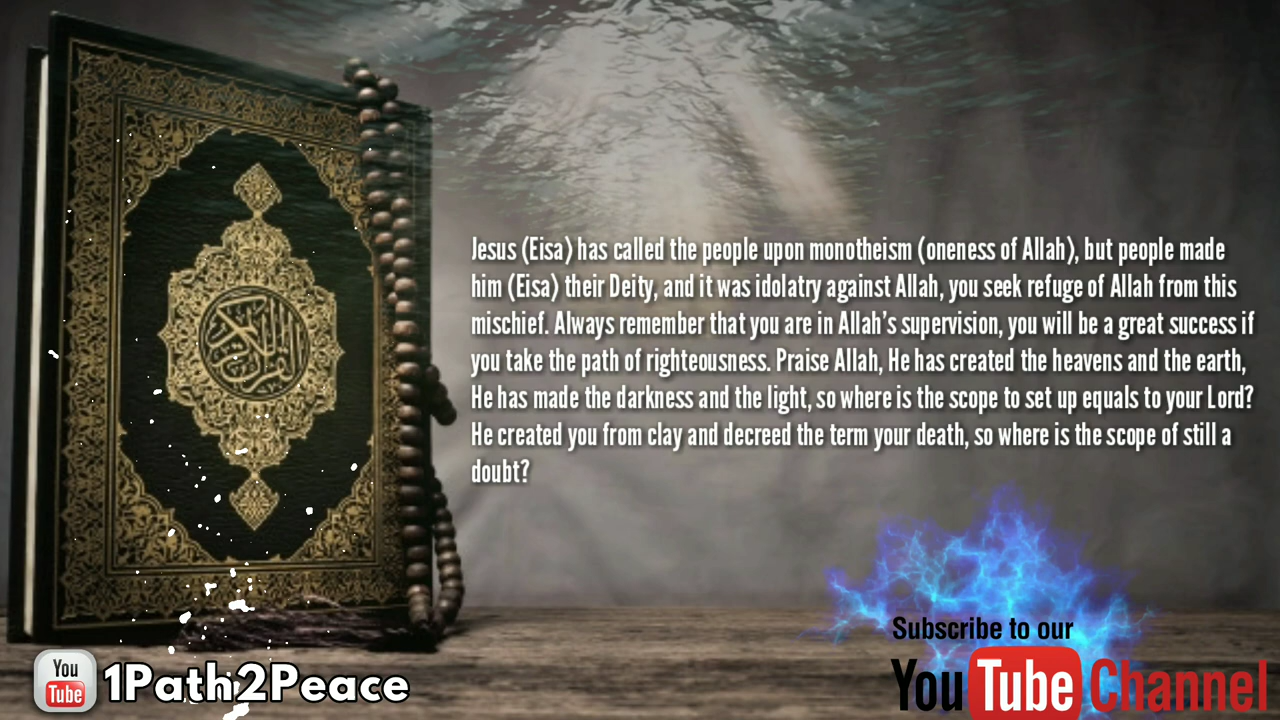 القرآن الكريم
Jesus (Eisa) has called the people upon monotheism (oneness of Allah), but people made
him (Eisa) their Deity, and it was idolatry against Allah, you seek refuge of Allah from this
mischief. Always remember that you are in Allah’s supervision, you will be a great success if
you take the path of righteousness. Praise Allah, He has created the heavens and the earth,
He has made the darkness and the light, so where is the scope to set up equals to your Lord?
He created you from clay and decreed the term your death, so where is the scope of still a
doubt?
Subscribe to our
YouTube Channel
You
Tube
1Path2Peace